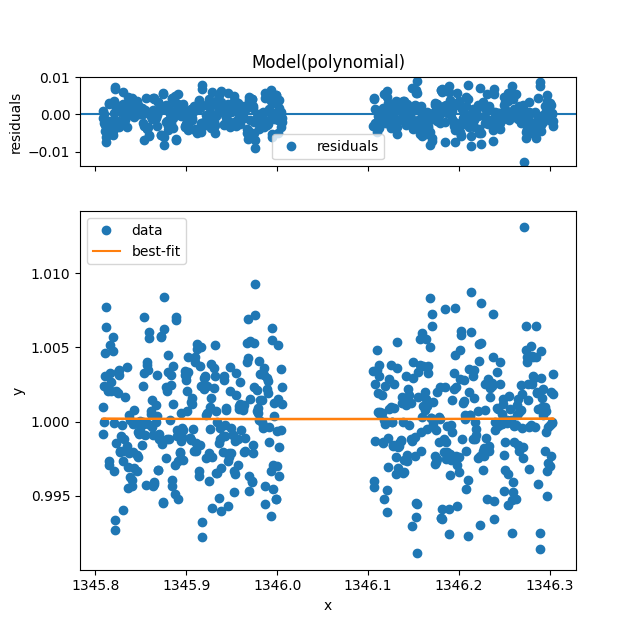 Model(polynomial)
0.01
0.00
−0.01
residuals
residuals
data
best-fit
1.010
1.005
1.000
0.995
y
1345.8 1345.9 1346.0 1346.1 1346.2 1346.3
x